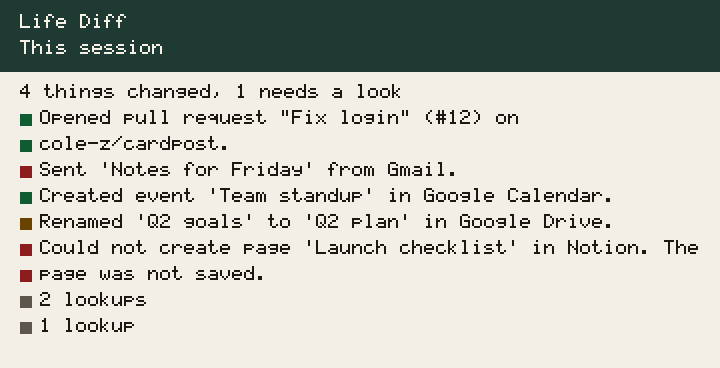 Life Diff
This session
4 things changed, 1 needs a look
Opened pull request "Fix login" (#12) on
cole-z/cardpost.
Sent 'Notes for Friday' from Gmail.
Created event 'Team standup' in Google Calendar.
Renamed 'Q2 goals' to 'Q2 plan' in Google Drive.
Could not create page 'Launch checklist' in Notion. The
page was not saved.
2 lookups
1 lookup